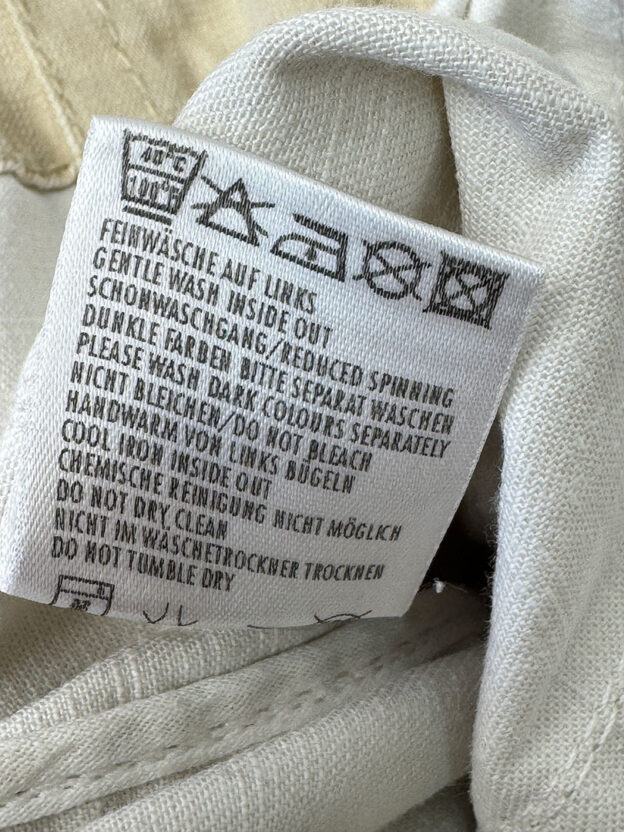 40°C
100°F
FEINWÄSCHE AUF LINKS
GENTLE WASH INSIDE OUT
SCHONWASCHGANG/REDUCED SPINNING
DUNKLE FARBEN BITTE SEPARAT WASCHEN
PLEASE WASH DARK COLOURS SEPARATELY
NICHT BLEICHEN/DO NOT BLEACH
HANDWARM VON LINKS BÜGELN
COOL IRON INSIDE OUT
CHEMISCHE REINIGUNG NICHT MÖGLICH
DO NOT DRY CLEAN
NICHT IM WASCHETROCKNER TROCKNEN
DO NOT TUMBLE DRY